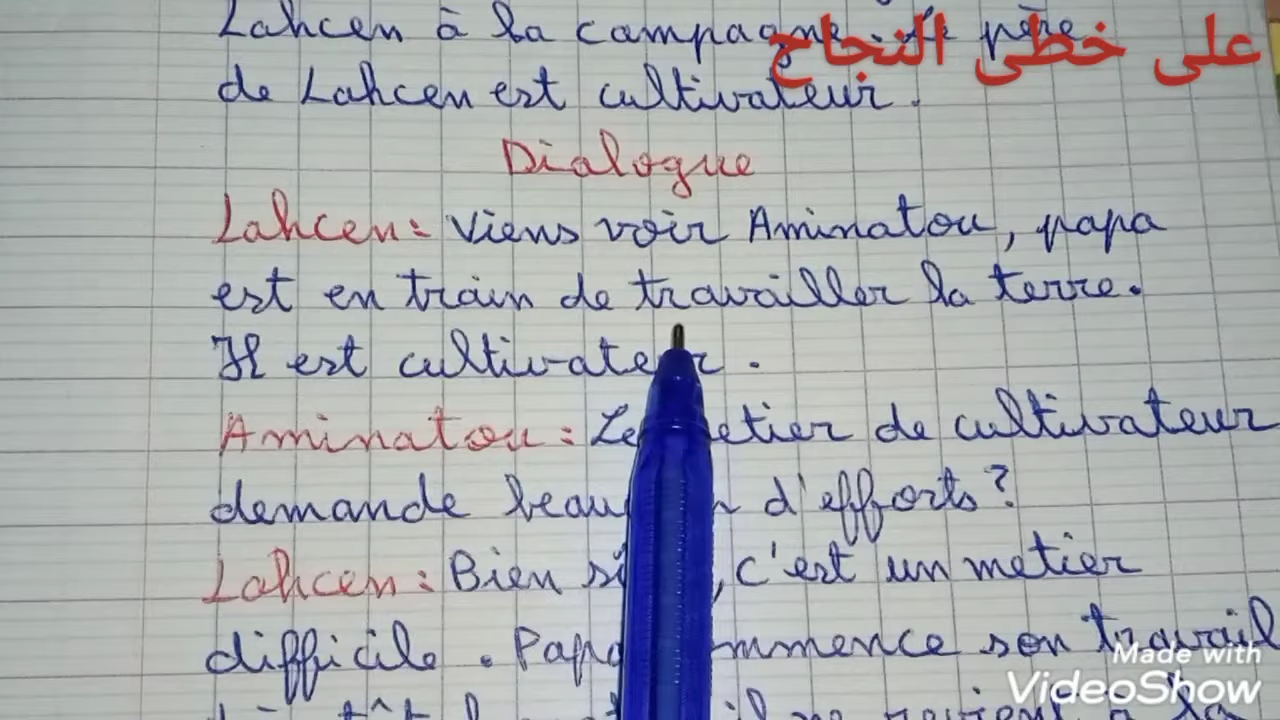 Lahcen à la campagne. père
على خطى النجاح
de Lahcen est cultivateur.
Dialogue
Lahcen: Viens voir Aminatou, papa
est en train de travailler la terre.
Il est cultivateur.
Aminatou: Le metier de cultivateur
demande d'efforts?
Lahcen: Bien , c'est un metier
difficile. Papa son travail
Made with
VideoShow